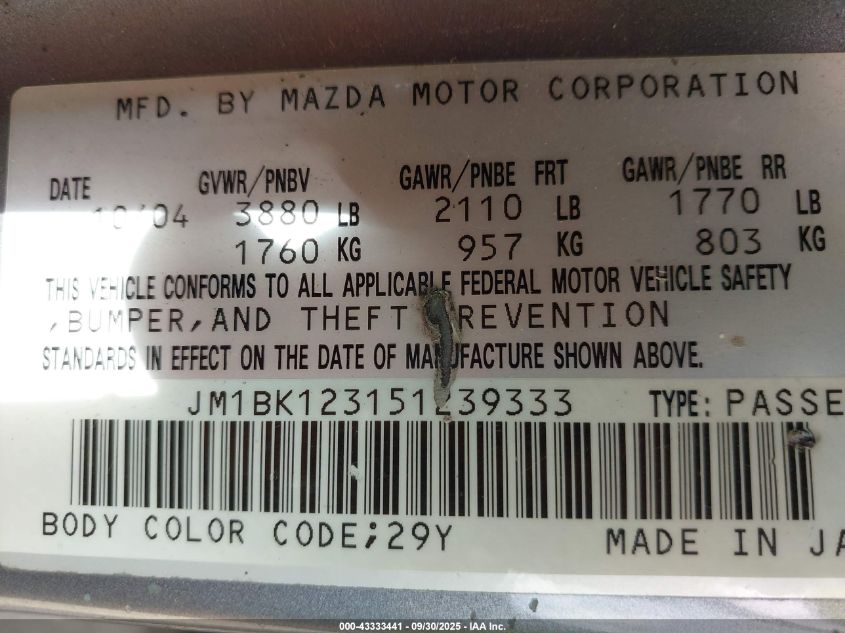 MFD. BY MAZDA MOTOR CORPORATION
DATE GVWR/PNBV GAWR/PNBE FRT GAWR/PNBE RR
10'04 3880 LB 2110 LB 1770 LB
1760 KG 957 KG 803 KG
THIS VEHICLE CONFORMS TO ALL APPLICABLE FEDERAL MOTOR VEHICLE SAFETY
,BUMPER,AND THEFT PREVENTION
STANDARDS IN EFFECT ON THE DATE OF MANUFACTURE SHOWN ABOVE.
JM1BK123151239333 TYPE: PASSE
BODY COLOR CODE;29Y MADE IN JA
000-43333441 - 09/30/2025 - IAA Inc.